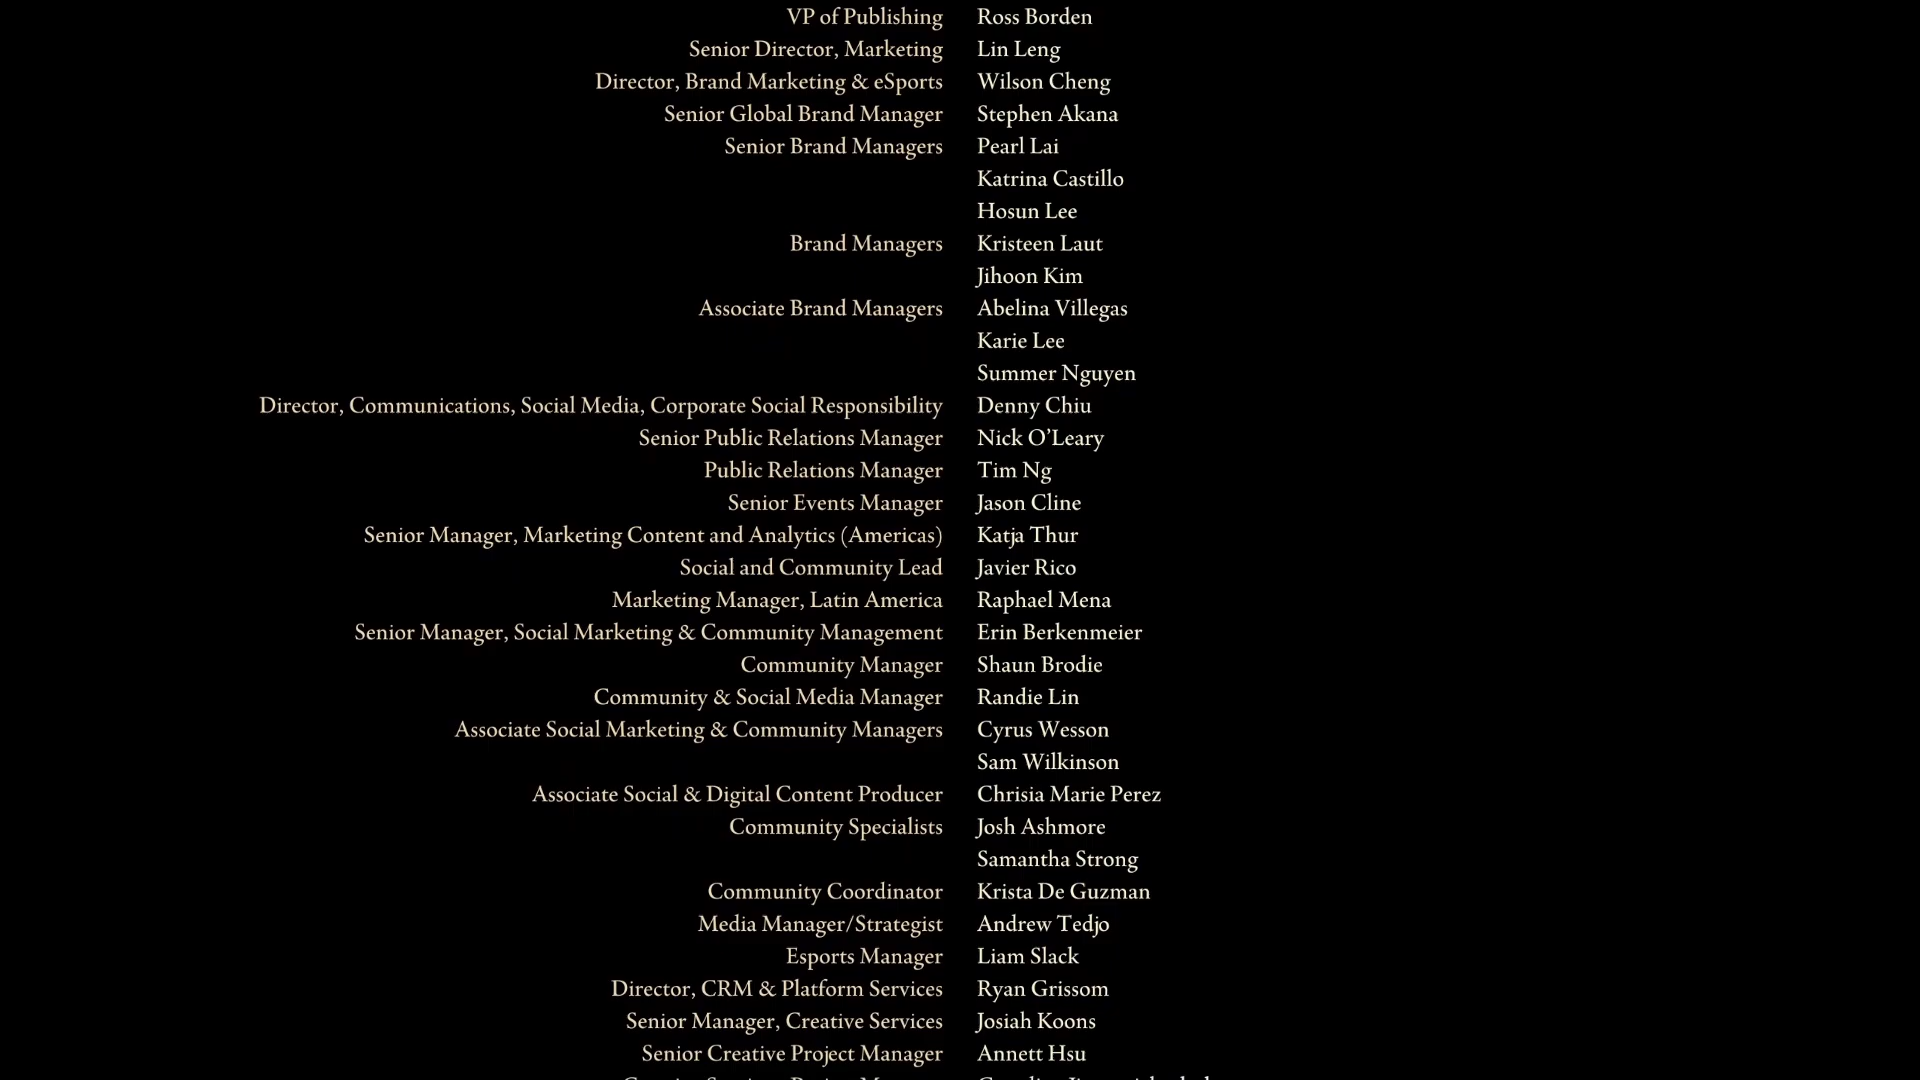 VP of Publishing Ross Borden
Senior Director, Marketing Lin Leng
Director, Brand Marketing & eSports Wilson Cheng
Senior Global Brand Manager Stephen Akana
Senior Brand Managers Pearl Lai
Katrina Castillo
Hosun Lee
Brand Managers Kristeen Laut
Jihoon Kim
Associate Brand Managers Abelina Villegas
Karie Lee
Summer Nguyen
Director, Communications, Social Media, Corporate Social Responsibility Denny Chiu
Senior Public Relations Manager Nick O’Leary
Public Relations Manager Tim Ng
Senior Events Manager Jason Cline
Senior Manager, Marketing Content and Analytics (Americas) Katja Thur
Social and Community Lead Javier Rico
Marketing Manager, Latin America Raphael Mena
Senior Manager, Social Marketing & Community Management Erin Berkenmeier
Community Manager Shaun Brodie
Community & Social Media Manager Randie Lin
Associate Social Marketing & Community Managers Cyrus Wesson
Sam Wilkinson
Associate Social & Digital Content Producer Chrisia Marie Perez
Community Specialists Josh Ashmore
Samantha Strong
Community Coordinator Krista De Guzman
Media Manager/Strategist Andrew Tedjo
Esports Manager Liam Slack
Director, CRM & Platform Services Ryan Grissom
Senior Manager, Creative Services Josiah Koons
Senior Creative Project Manager Annett Hsu